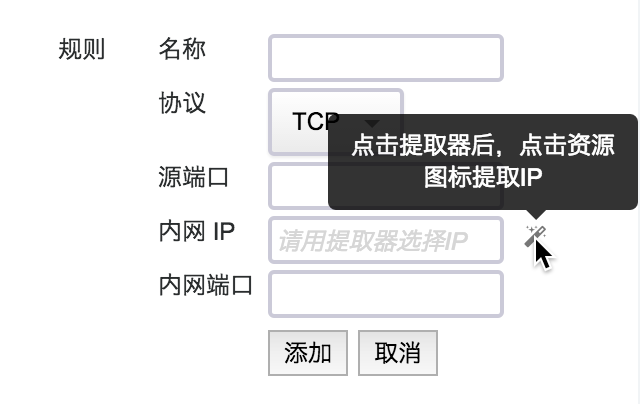 规则
名称
协议
TCP
点击提取器后，点击资源
图标提取IP
源端口
内网 IP
请用提取器选择IP
内网端口
添加
取消